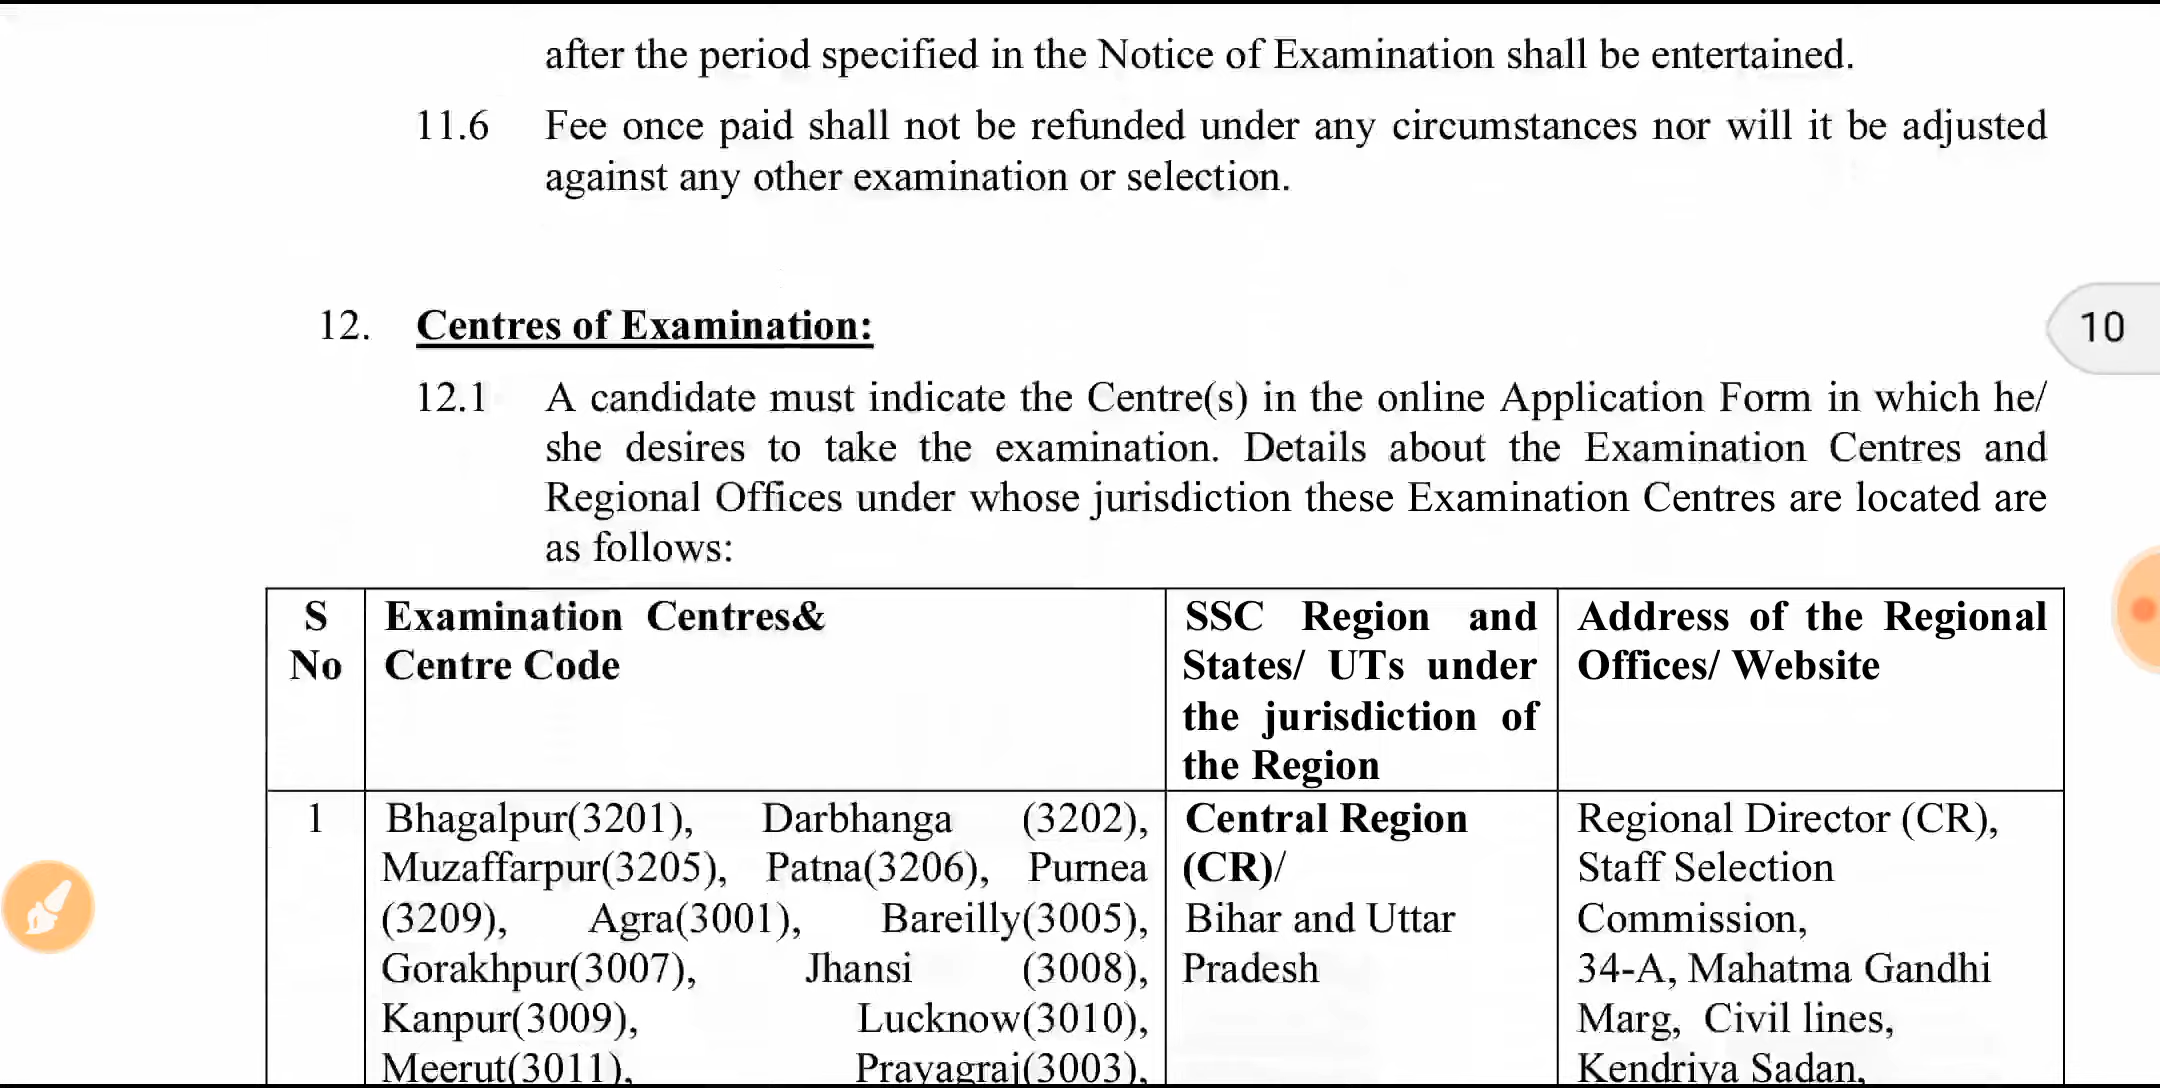 after the period specified in the Notice of Examination shall be entertained.
11.6 Fee once paid shall not be refunded under any circumstances nor will it be adjusted
against any other examination or selection.
12. Centres of Examination:
10
12.1 A candidate must indicate the Centre(s) in the online Application Form in which he/
she desires to take the examination. Details about the Examination Centres and
Regional Offices under whose jurisdiction these Examination Centres are located are
as follows:
S No
Examination Centres&
Centre Code
SSC Region and
States/ UTs under
the jurisdiction of
the Region
Address of the Regional
Offices/ Website
1
Bhagalpur(3201), Darbhanga (3202),
Muzaffarpur(3205), Patna(3206), Purnea
(3209), Agra(3001), Bareilly(3005),
Gorakhpur(3007), Jhansi (3008),
Kanpur(3009), Lucknow(3010),
Meerut(3011), Prayagraj(3003),
Central Region
(CR)/
Bihar and Uttar
Pradesh
Regional Director (CR),
Staff Selection
Commission,
34-A, Mahatma Gandhi
Marg, Civil lines,
Kendriya Sadan,